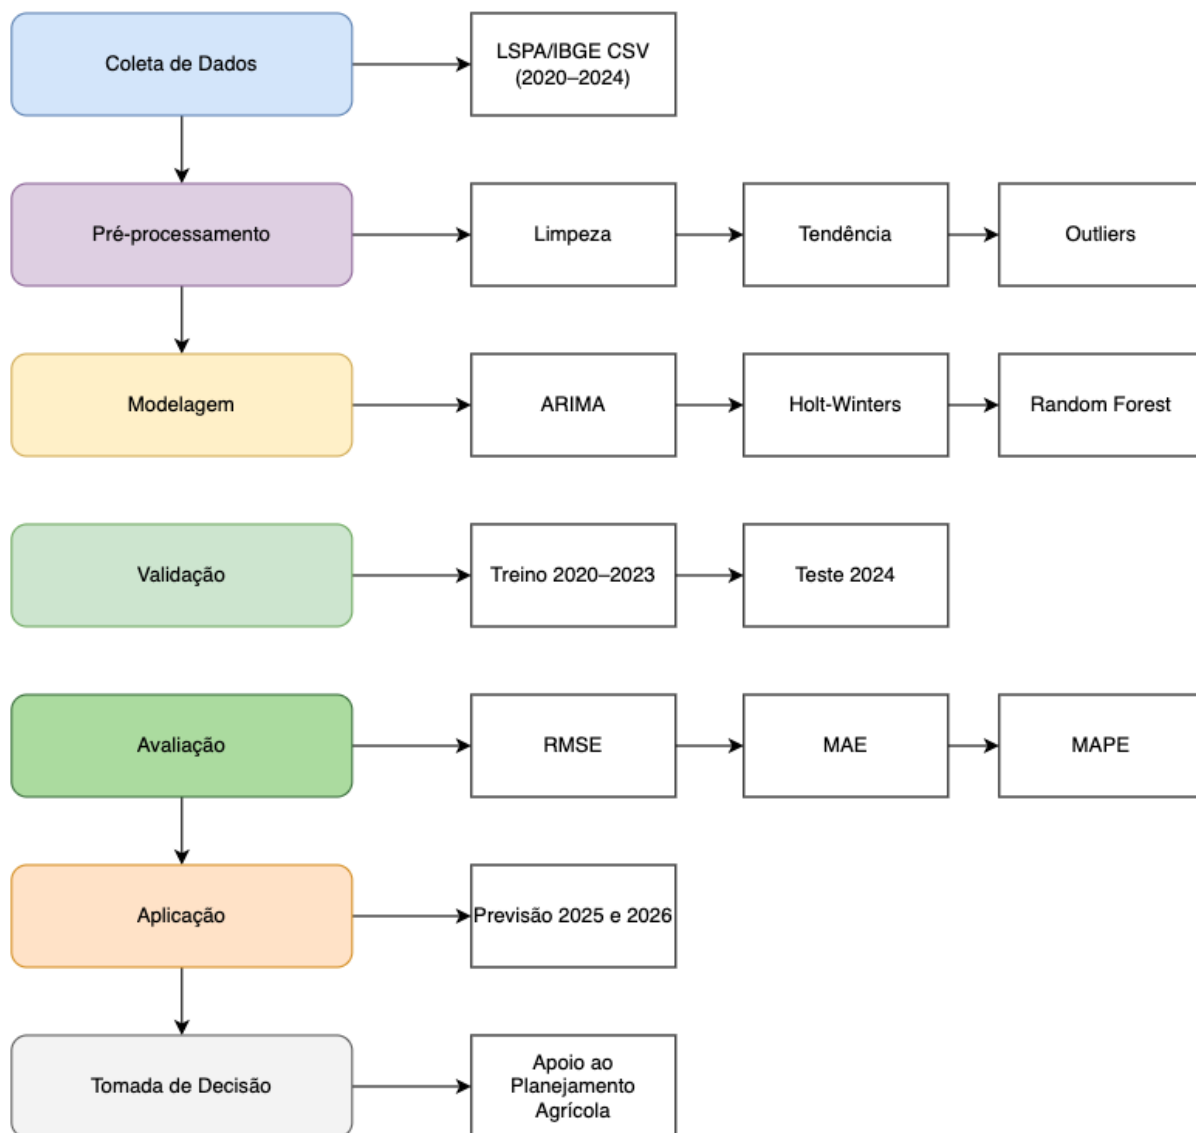 Coleta de Dados
LSPA/IBGE CSV
(2020–2024)
Pré-processamento
Limpeza
Tendência
Outliers
Modelagem
ARIMA
Holt-Winters
Random Forest
Validação
Treino 2020–2023
Teste 2024
Avaliação
RMSE
MAE
MAPE
Aplicação
Previsão 2025 e 2026
Tomada de Decisão
Apoio ao
Planejamento
Agrícola